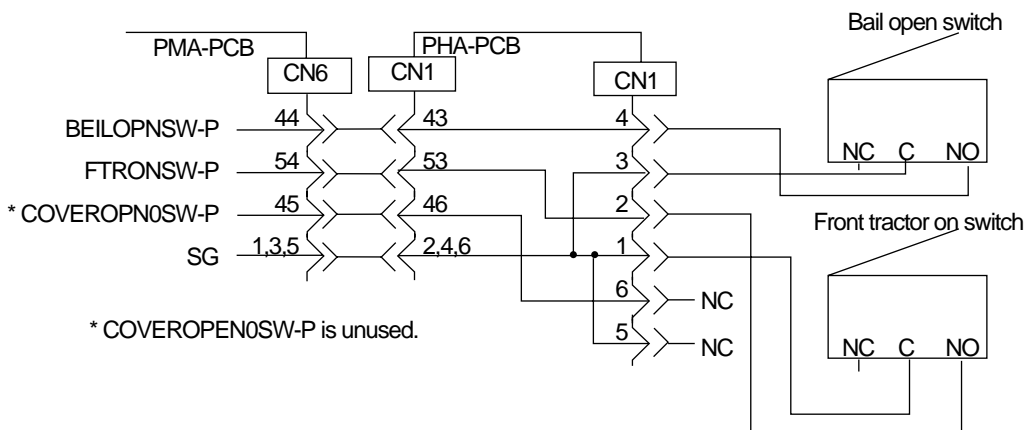 Bail open switch
PMA-PCB
PHA-PCB
CN6
CN1
CN1
BEILOPNSW-P 44 43 4
NC C NO
FTRONSW-P 54 53 3
* COVEROPN0SW-P 45 46 2
Front tractor on switch
SG 1,3,5 2,4,6 1
6 NC
* COVEROPEN0SW-P is unused.
5 NC
NC C NO